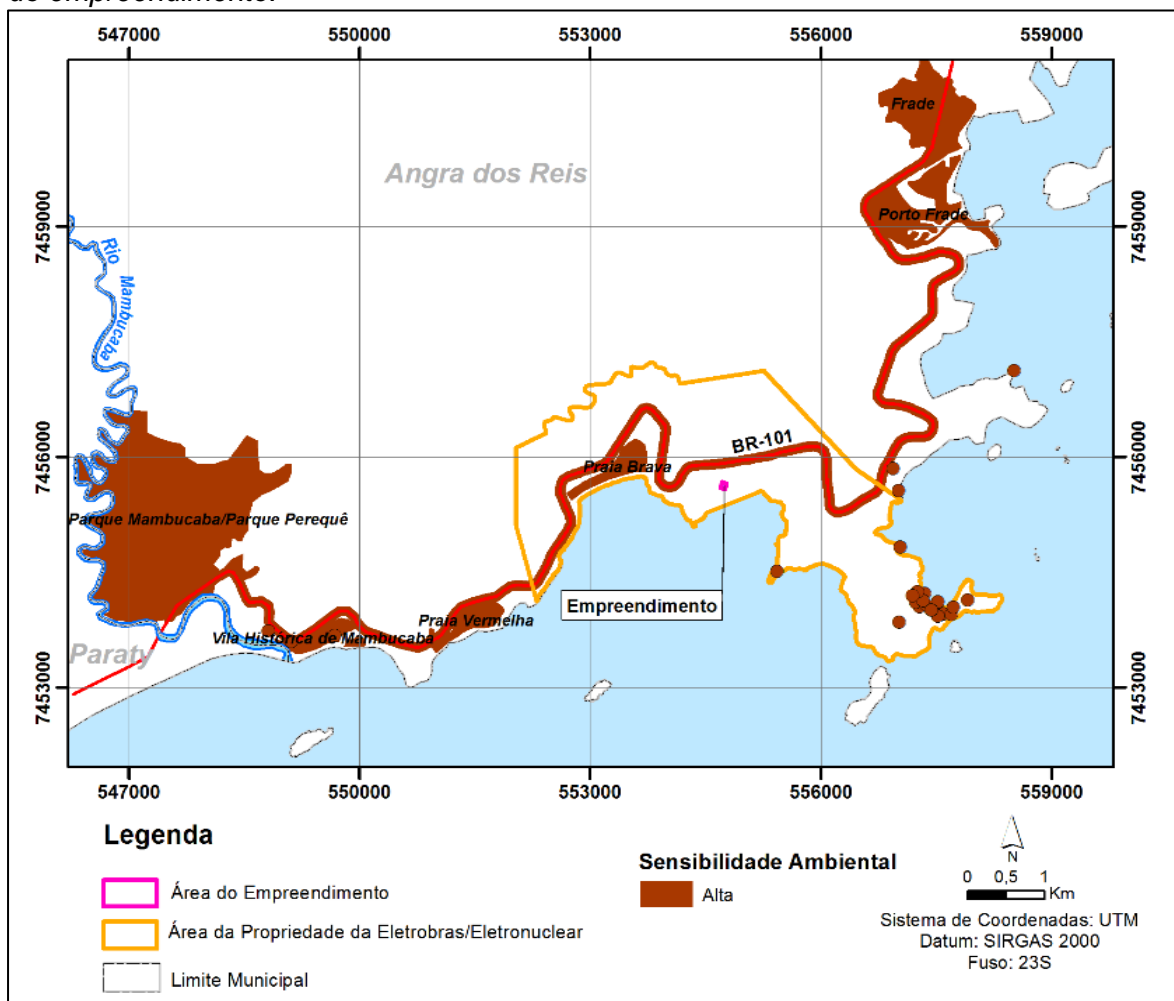 do empreendimento.
547000 550000 553000 556000 559000
Frade
Angra dos Reis
Porto Frade
7459000 7459000
Rio Mambucaba
BR-101
7456000 7456000
Praia Brava
Parque Mambucaba/Parque Perequê
Empreendimento
Praia Vermelha
Vila Histórica de Mambucaba
Paraty
7453000 7453000
547000 550000 553000 556000 559000
Legenda
Área do Empreendimento
Área da Propriedade da Eletrobras/Eletronuclear
Limite Municipal
Sensibilidade Ambiental
Alta
N
0 0,5 1
Km
Sistema de Coordenadas: UTM
Datum: SIRGAS 2000
Fuso: 23S